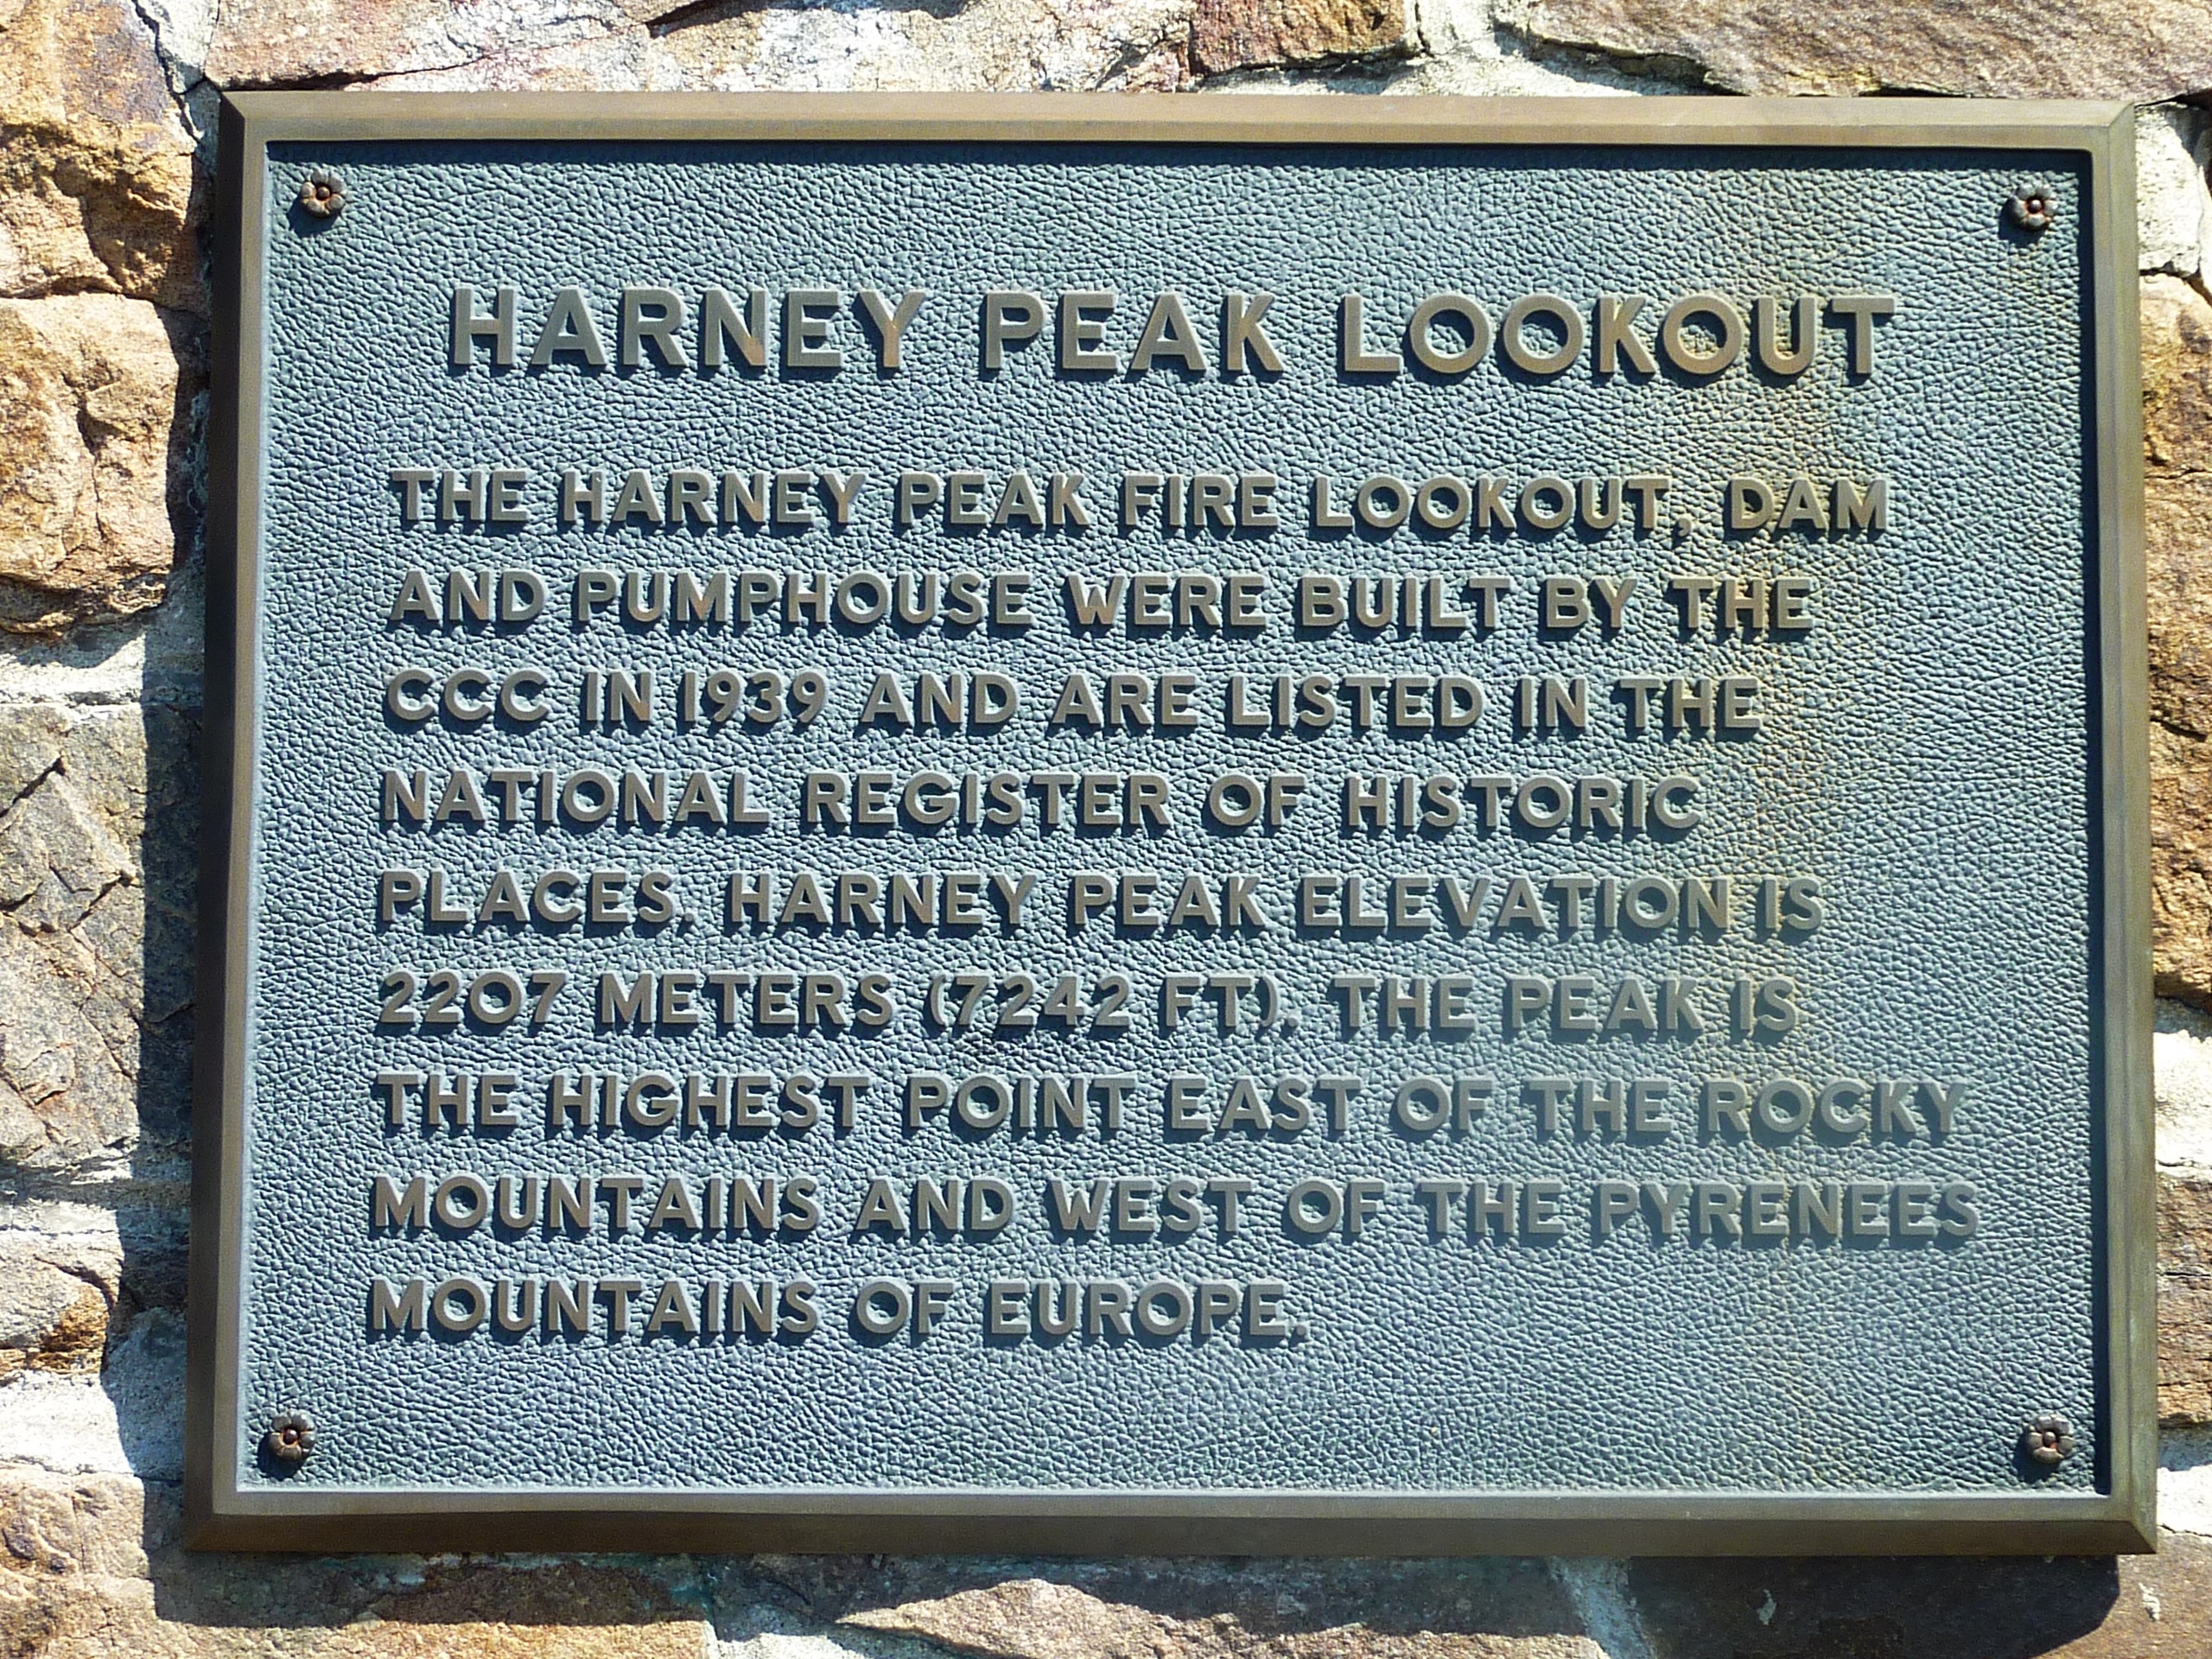 HARNEY PEAK LOOKOUT
THE HARNEY PEAK FIRE LOOKOUT, DAM
AND PUMPHOUSE WERE BUILT BY THE
CCC IN 1939 AND ARE LISTED IN THE
NATIONAL REGISTER OF HISTORIC
PLACES. HARNEY PEAK ELEVATION IS
2207 METERS (7242 FT). THE PEAK IS
THE HIGHEST POINT EAST OF THE ROCKY
MOUNTAINS AND WEST OF THE PYRENEES
MOUNTAINS OF EUROPE.